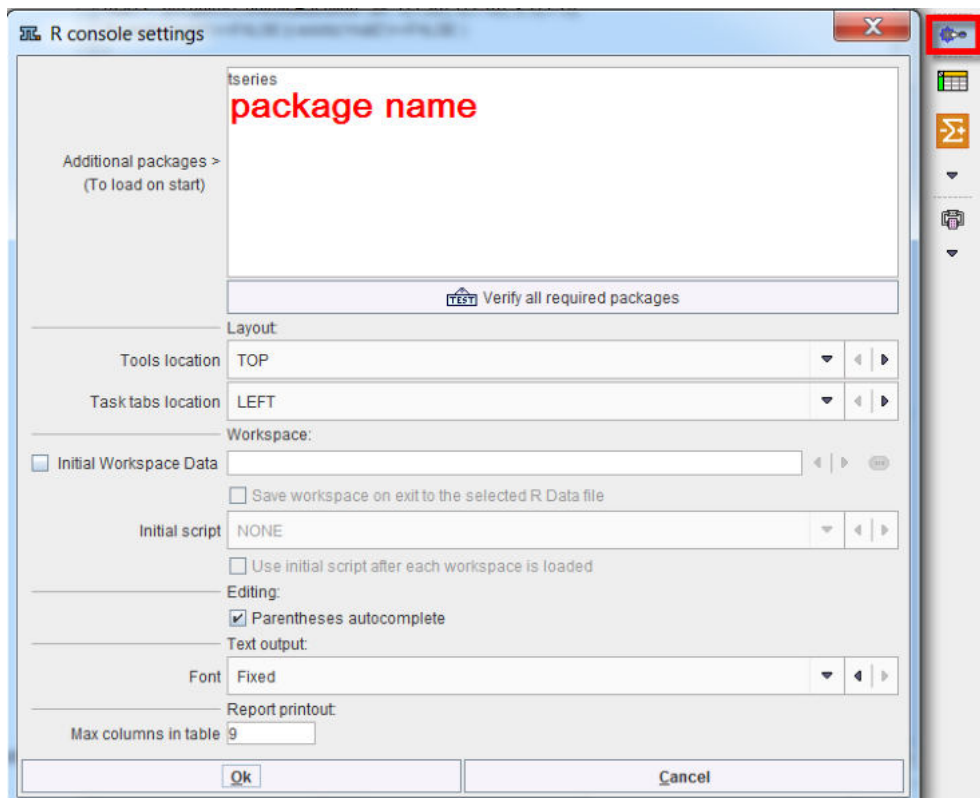 R console settings
tseries
package name
Additional packages >
(To load on start)
TEST Verify all required packages
Layout:
Tools location TOP
Task tabs location LEFT
Workspace:
Initial Workspace Data
Save workspace on exit to the selected R Data file
Initial script NONE
Use initial script after each workspace is loaded
Editing:
Parentheses autocomplete
Text output:
Font Fixed
Report printout:
Max columns in table 9
Ok Cancel